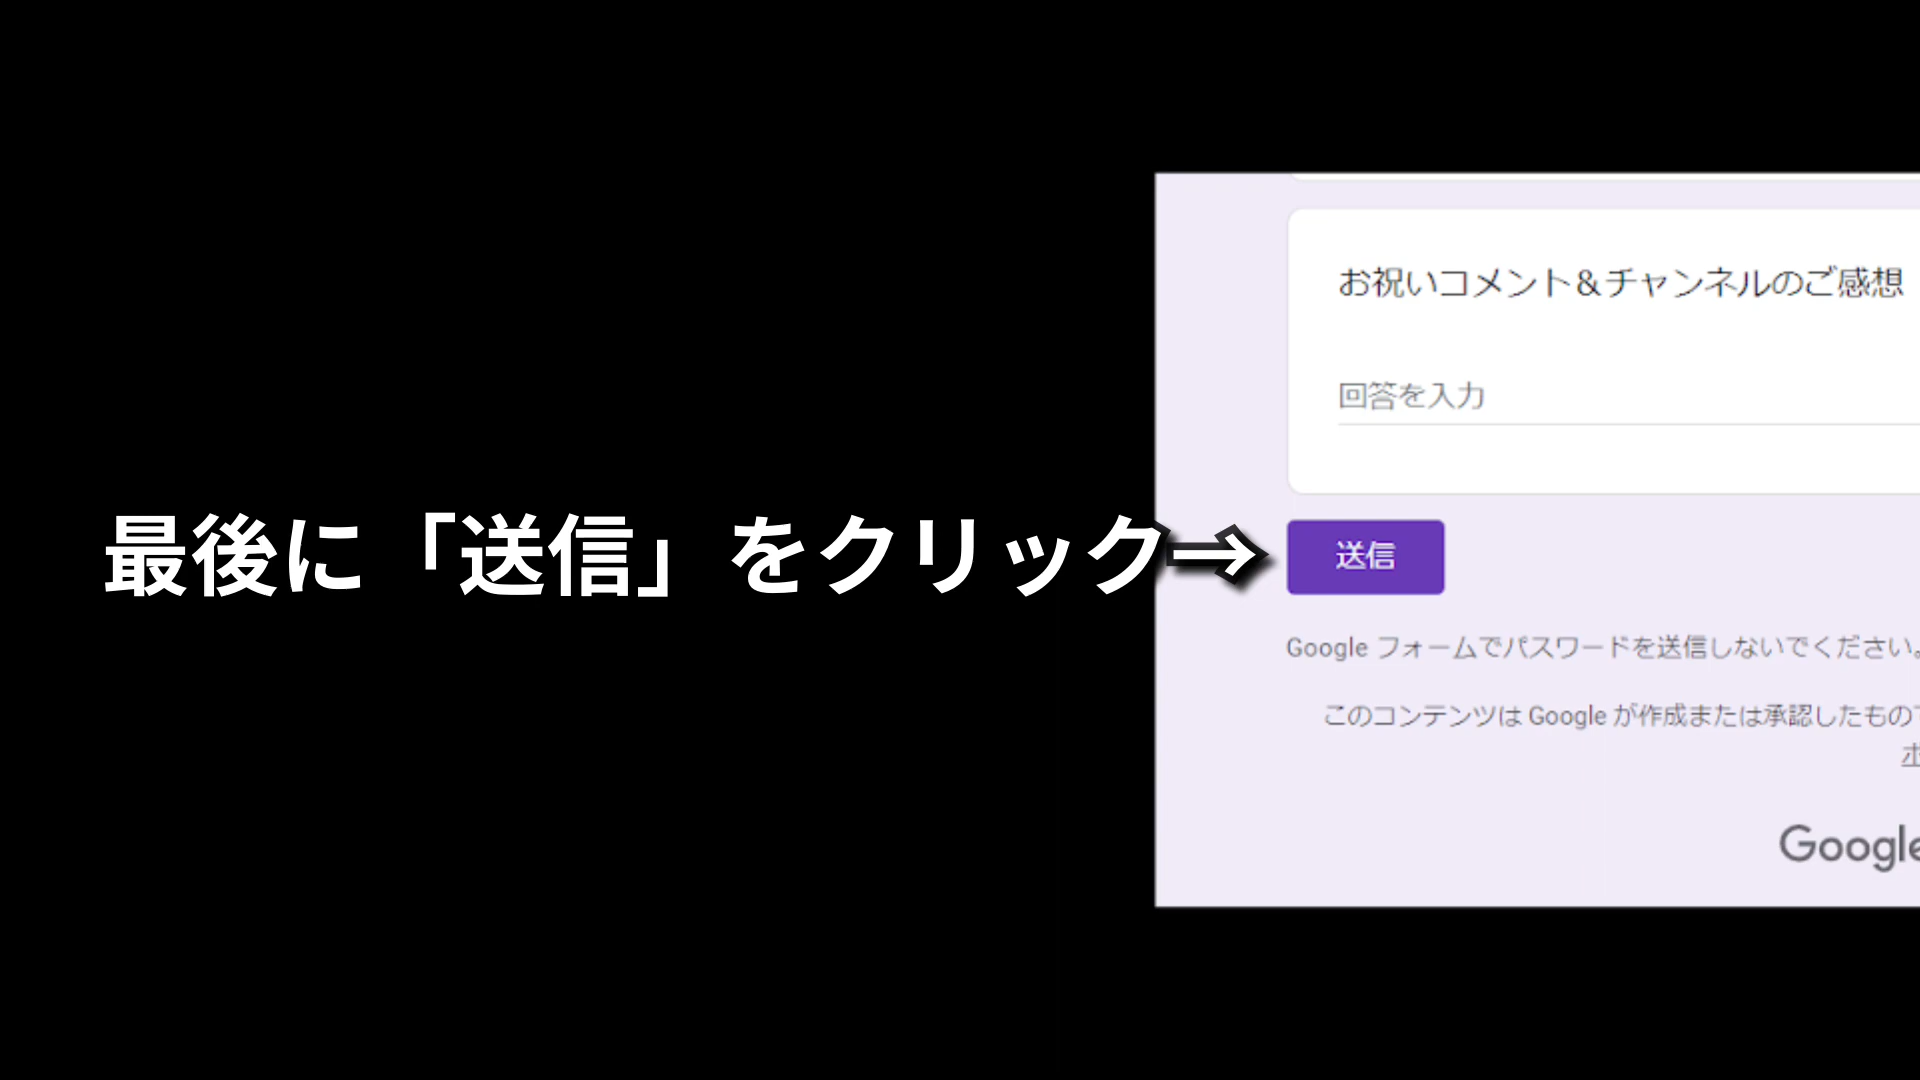 お祝いコメント＆チャンネルのご感想
回答を入力
最後に「送信」をクリック→
送信
Google フォームでパスワードを送信しないでください。
このコンテンツは Google が作成または承認したもので
Google